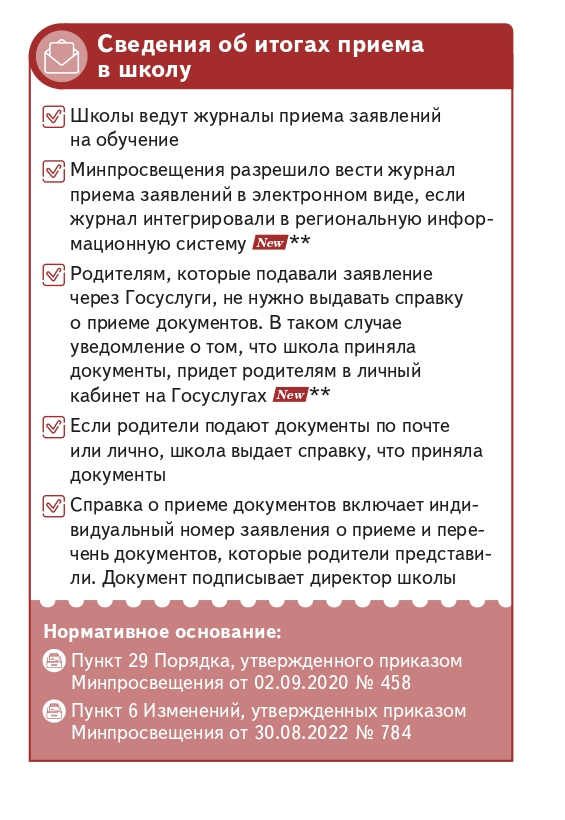 Сведения об итогах приема
в школу
Школы ведут журналы приема заявлений
на обучение
Минпросвещения разрешило вести журнал
приема заявлений в электронном виде, если
журнал интегрировали в региональную инфор-
мационную систему New**
Родителям, которые подавали заявление
через Госуслуги, не нужно выдавать справку
о приеме документов. В таком случае
уведомление о том, что школа приняла
документы, придет родителям в личный
кабинет на Госуслугах New**
Если родители подают документы по почте
или лично, школа выдает справку, что приняла
документы
Справка о приеме документов включает инди-
видуальный номер заявления о приеме и пере-
чень документов, которые родители представи-
ли. Документ подписывает директор школы
Нормативное основание:
Пункт 29 Порядка, утвержденного приказом
Минпросвещения от 02.09.2020 № 458
Пункт 6 Изменений, утвержденных приказом
Минпросвещения от 30.08.2022 № 784